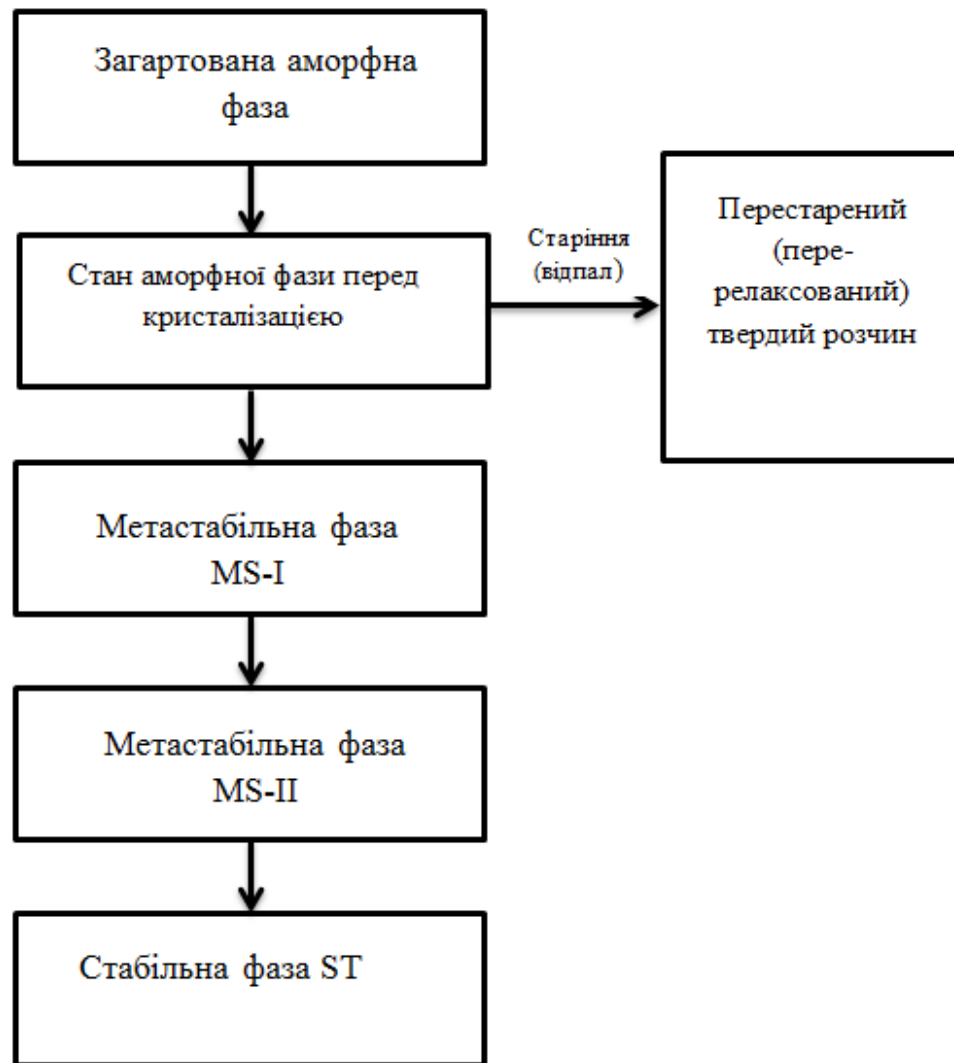 Загартована аморфна
фаза
Стан аморфної фази перед
кристалізацією
Старіння
(відпал)
Перестарений
(пере-
релаксований)
твердий розчин
Метастабільна фаза
MS-I
Метастабільна фаза
MS-II
Стабільна фаза ST